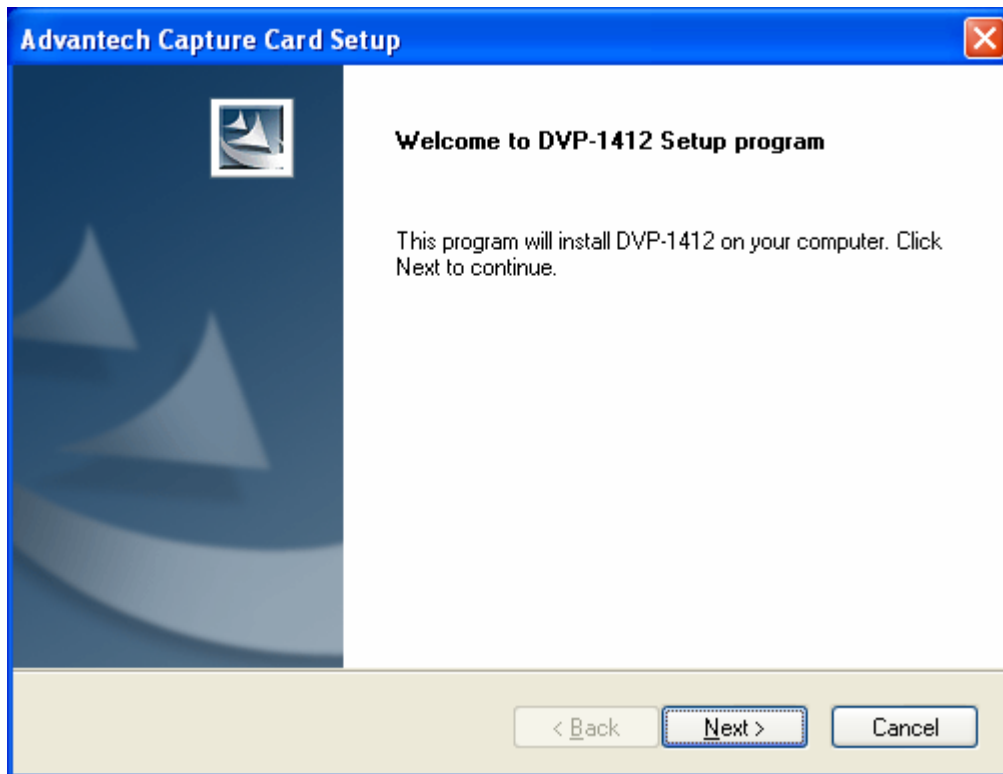 Advantech Capture Card Setup
Welcome to DVP-1412 Setup program
This program will install DVP-1412 on your computer. Click
Next to continue.
< Back
Next >
Cancel